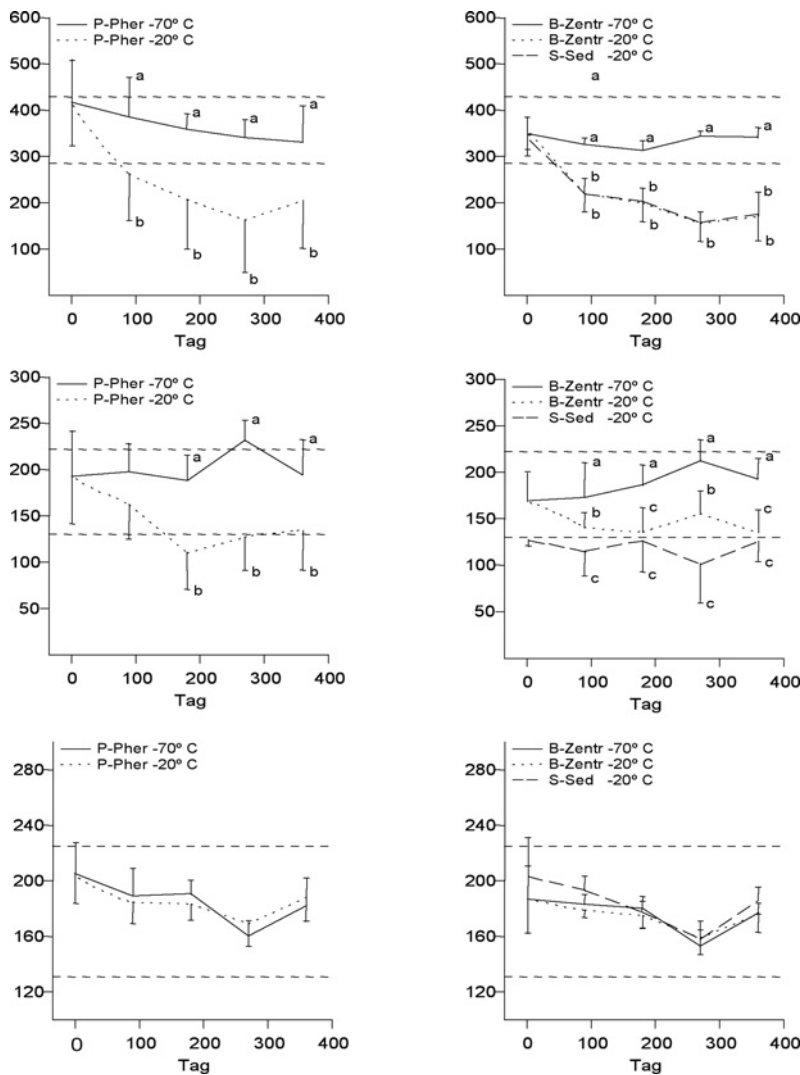 600
500
400
300
200
100
P-Pher -70° C
P-Pher -20° C
a
a
a
a
b
b
b
b
0 100 200 300 400
Tag
600
500
400
300
200
100
B-Zentr -70° C
B-Zentr -20° C
S-Sed -20° C
a
a
a
a
a
b
b
b
b
b
b
b
0 100 200 300 400
Tag
300
250
200
150
100
50
P-Pher -70° C
P-Pher -20° C
a
a
a
b
b
b
0 100 200 300 400
Tag
300
250
200
150
100
50
B-Zentr -70° C
B-Zentr -20° C
S-Sed -20° C
a
a
a
a
b
c
b
c
c
c
c
c
0 100 200 300 400
Tag
280
240
200
160
120
P-Pher -70° C
P-Pher -20° C
0 100 200 300 400
Tag
280
240
200
160
120
B-Zentr -70° C
B-Zentr -20° C
S-Sed -20° C
0 100 200 300 400
Tag